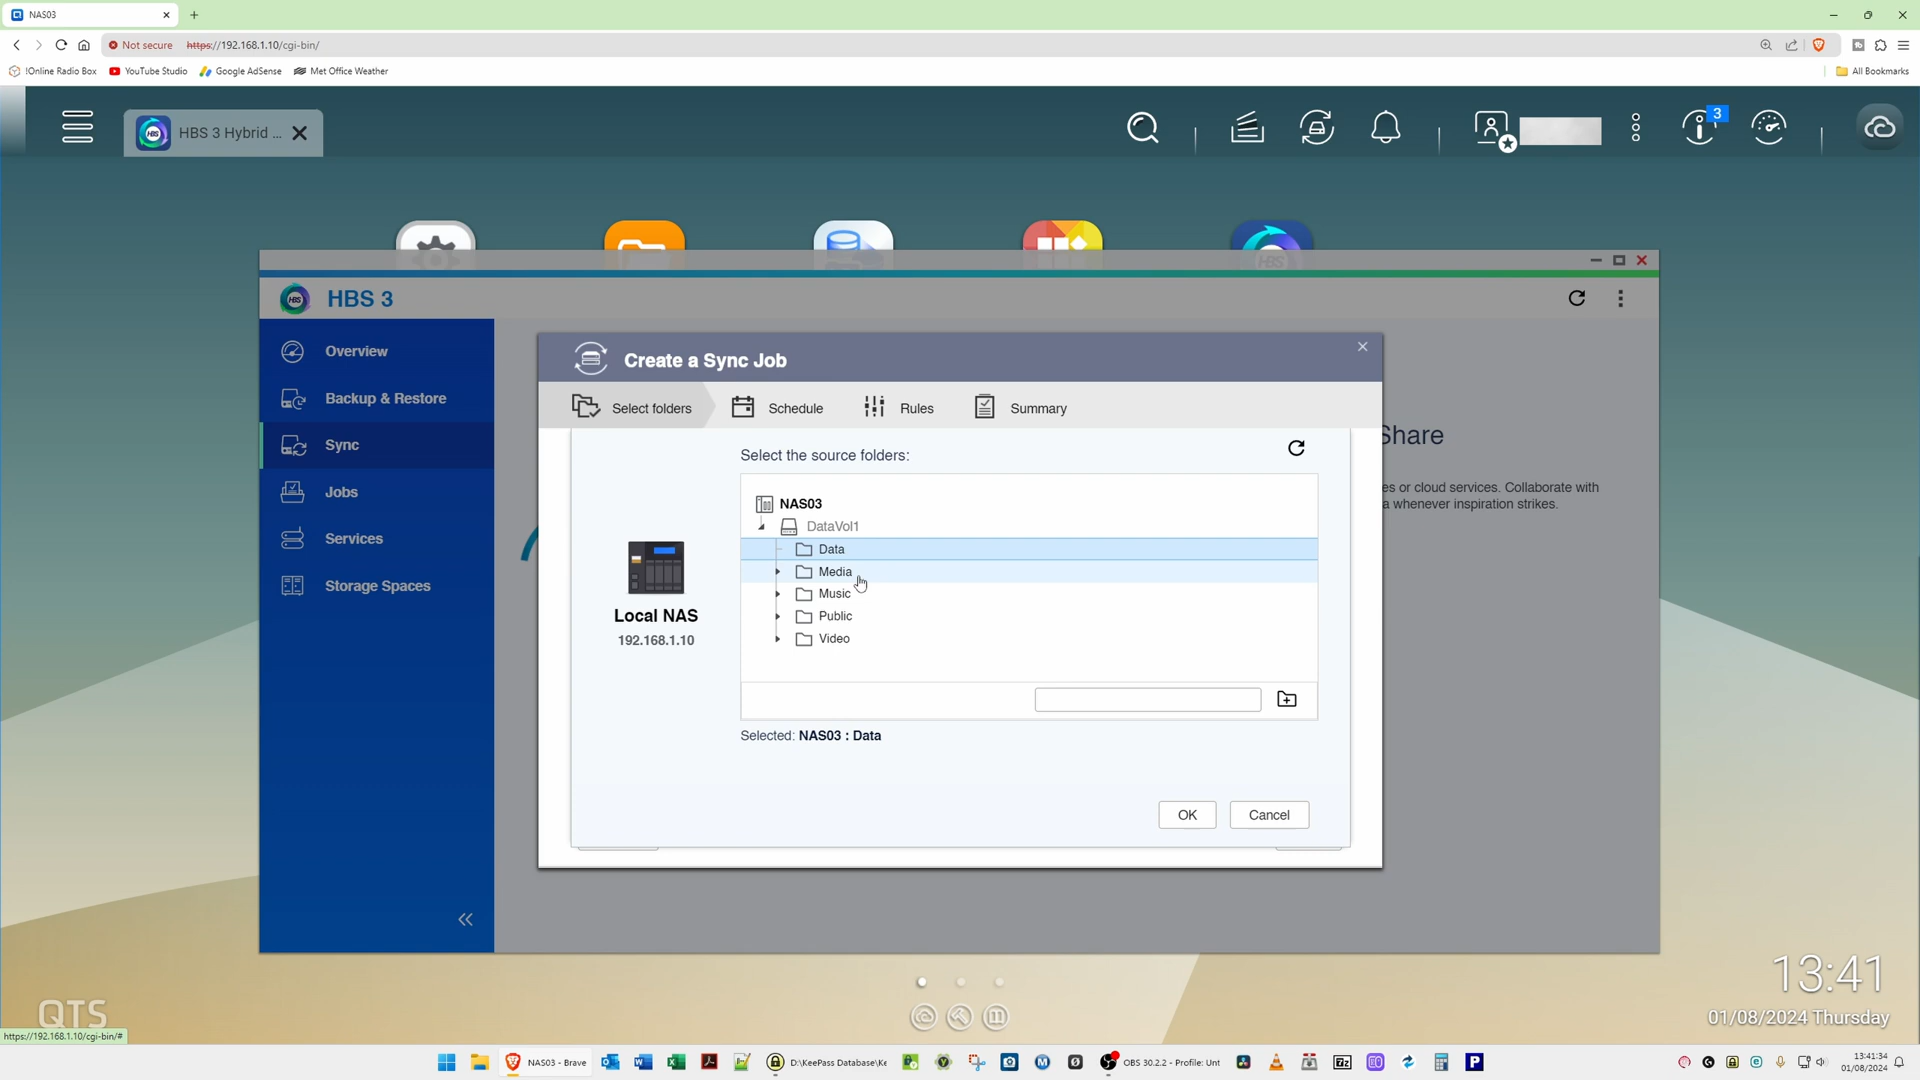 NAS03
Not secure https://192.168.1.10/cgi-bin/
!Online Radio Box YouTube Studio Google AdSense Met Office Weather All Bookmarks
HBS 3 Hybrid ...
3
HBS
HBS 3
Overview
Backup & Restore
Sync
Jobs
Services
Storage Spaces
Create a Sync Job
Select folders Schedule Rules Summary
Share
es or cloud services. Collaborate with
a whenever inspiration strikes.
Select the source folders:
NAS03
DataVol1
Data
Media
Music
Public
Video
Local NAS
192.168.1.10
Selected: NAS03 : Data
OK Cancel
13:41
01/08/2024 Thursday
QTS
https://192.168.1.10/cgi-bin/#
NAS03 - Brave D:\KeePass Database\Ke OBS 30.2.2 - Profile: Unt
13:41:34
01/08/2024